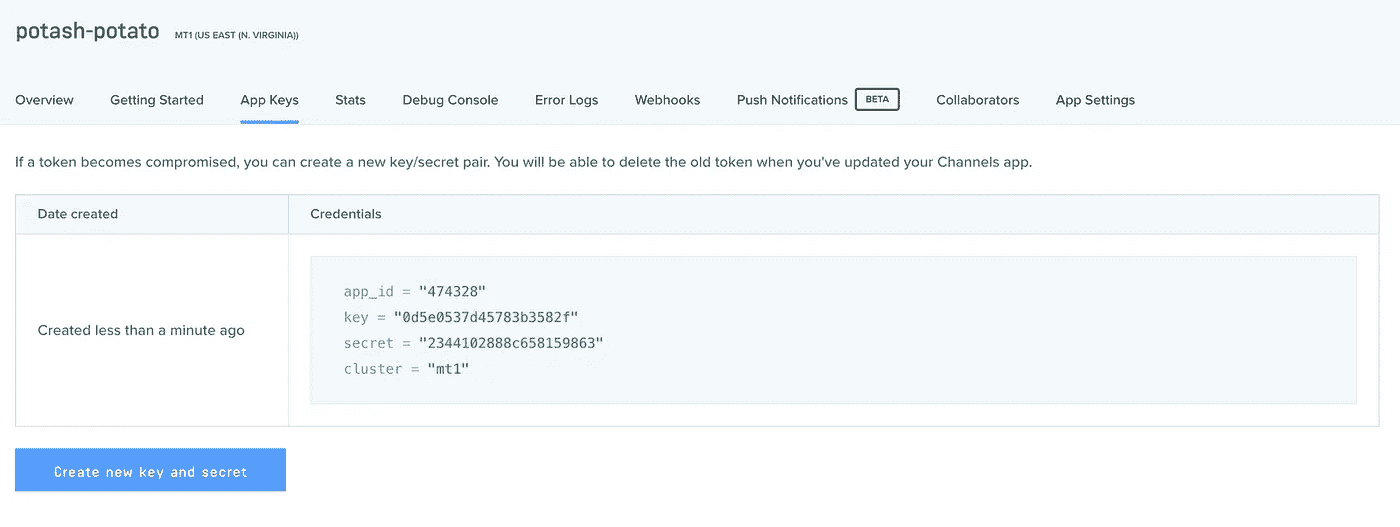 potash-potato MT1 (US EAST (N. VIRGINIA))
Overview Getting Started App Keys Stats Debug Console Error Logs Webhooks Push Notifications BETA Collaborators App Settings
If a token becomes compromised, you can create a new key/secret pair. You will be able to delete the old token when you've updated your Channels app.
Date created Credentials
Created less than a minute ago
app_id = "474328"
key = "0d5e0537d45783b3582f"
secret = "2344102888c658159863"
cluster = "mt1"
Create new key and secret